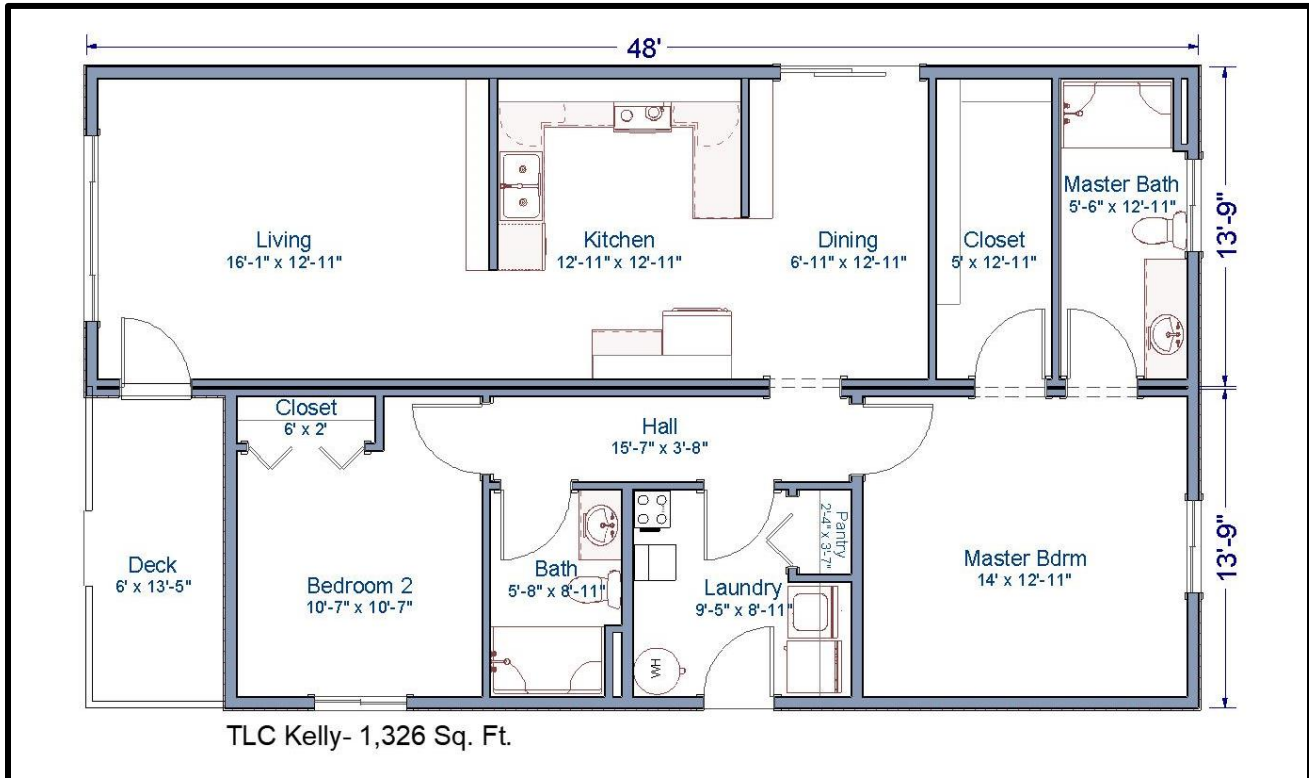 48'
Living
16'-1" x 12'-11"
Kitchen
12'-11" x 12'-11"
Dining
6'-11" x 12'-11"
Closet
5' x 12'-11"
Master Bath
5'-6" x 12'-11"
13'-9"
Closet
6' x 2'
Hall
15'-7" x 3'-8"
Deck
6' x 13'-5"
Bedroom 2
10'-7" x 10'-7"
Bath
5'-8" x 8'-11"
Laundry
9'-5" x 8'-11"
Pantry
2'-4" x 3'-7"
WH
Master Bdrm
14' x 12'-11"
13'-9"
TLC Kelly- 1,326 Sq. Ft.